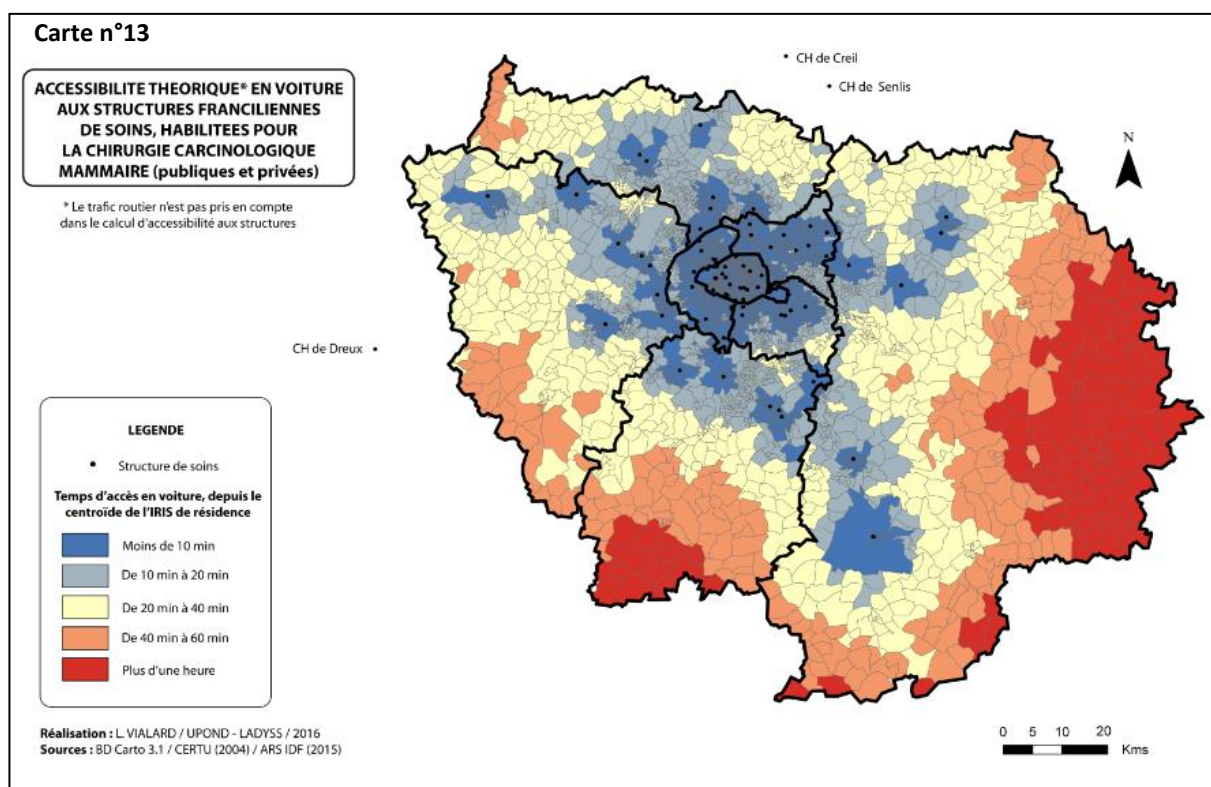 Carte n°13
ACCESSIBILITE THEORIQUE* EN VOITURE
AUX STRUCTURES FRANCILIENNES
DE SOINS, HABILITEES POUR
LA CHIRURGIE CARCINOLOGIQUE
MAMMAIRE (publiques et privées)
* Le trafic routier n'est pas pris en compte
dans le calcul d'accessibilité aux structures
CH de Creil
CH de Senlis
N
CH de Dreux
LEGENDE
Structure de soins
Temps d'accès en voiture, depuis le
centroïde de l'IRIS de résidence
Moins de 10 min
De 10 min à 20 min
De 20 min à 40 min
De 40 min à 60 min
Plus d'une heure
Réalisation : L. VIALARD / UPOND - LADYSS / 2016
Sources : BD Carto 3.1 / CERTU (2004) / ARS IDF (2015)
0 5 10 20
Kms